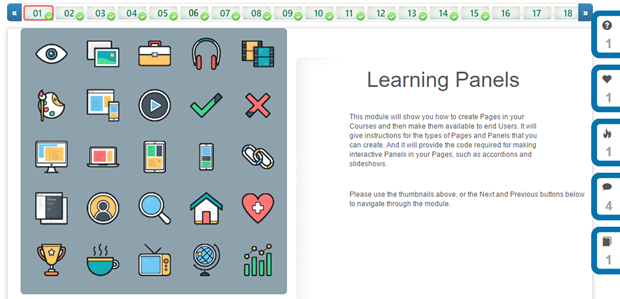 « 01 02 03 04 05 06 07 08 09 10 11 12 13 14 15 16 17 18 »
1
1
1
4
1
Learning Panels
This module will show you how to create Pages in your
Courses and then make them available to end Users. It will
give instructions for the types of Pages and Panels that you
can create. And it will provide the code required for making
interactive Panels in your Pages, such as accordions and
slideshows.
Please use the thumbnails above, or the Next and Previous buttons below
to navigate through the module.